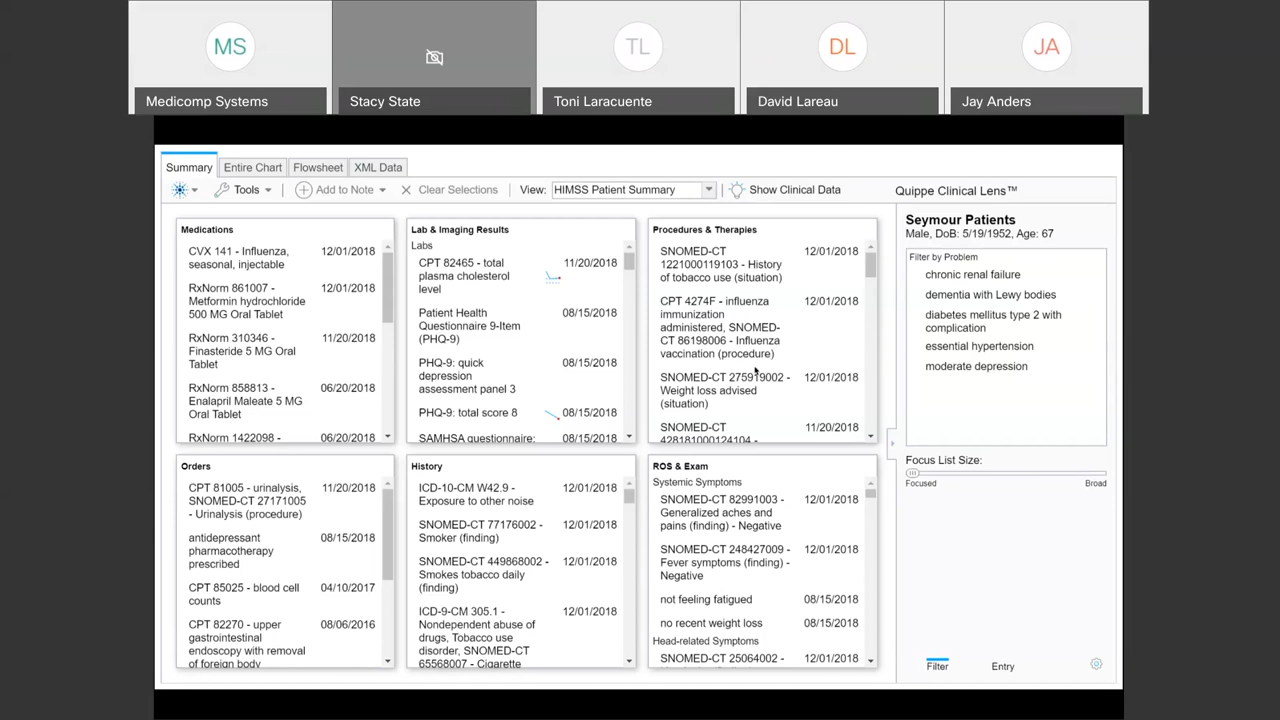 MS
TL
DL
JA
Medicomp Systems
Stacy State
Toni Laracuente
David Lareau
Jay Anders
Summary
Entire Chart
Flowsheet
XML Data
Tools
Add to Note
Clear Selections
View:
HIMSS Patient Summary
Show Clinical Data
Quippe Clinical Lens™
Medications
CVX 141 - Influenza, 12/01/2018
seasonal, injectable
RxNorm 861007 - 12/01/2018
Metformin hydrochloride
500 MG Oral Tablet
RxNorm 310346 - 11/20/2018
Finasteride 5 MG Oral
Tablet
RxNorm 858813 - 06/20/2018
Enalapril Maleate 5 MG
Oral Tablet
RxNorm 1422098 - 06/20/2018
Lab & Imaging Results
Labs
CPT 82465 - total 11/20/2018
plasma cholesterol
level
Patient Health 08/15/2018
Questionnaire 9-Item
(PHQ-9)
PHQ-9: quick 08/15/2018
depression
assessment panel 3
PHQ-9: total score 8 08/15/2018
SAMHSA questionnaire: 08/15/2018
Procedures & Therapies
SNOMED-CT 12/01/2018
1221000119103 - History
of tobacco use (situation)
CPT 4274F - influenza 12/01/2018
immunization
administered, SNOMED-
CT 86198006 - Influenza
vaccination (procedure)
SNOMED-CT 275919002 - 12/01/2018
Weight loss advised
(situation)
SNOMED-CT 11/20/2018
428181000124104 -
Orders
CPT 81005 - urinalysis, 11/20/2018
SNOMED-CT 27171005
- Urinalysis (procedure)
antidepressant 08/15/2018
pharmacotherapy
prescribed
CPT 85025 - blood cell 04/10/2017
counts
CPT 82270 - upper 08/06/2016
gastrointestinal
endoscopy with removal
of foreign body
History
ICD-10-CM W42.9 - 12/01/2018
Exposure to other noise
SNOMED-CT 77176002 - 12/01/2018
Smoker (finding)
SNOMED-CT 449868002 - 12/01/2018
Smokes tobacco daily
(finding)
ICD-9-CM 305.1 - 12/01/2018
Nondependent abuse of
drugs, Tobacco use
disorder, SNOMED-CT
65568007 - Cigarette
ROS & Exam
Systemic Symptoms
SNOMED-CT 82991003 - 12/01/2018
Generalized aches and
pains (finding) - Negative
SNOMED-CT 248427009 - 12/01/2018
Fever symptoms (finding) -
Negative
not feeling fatigued 08/15/2018
no recent weight loss 08/15/2018
Head-related Symptoms
SNOMED-CT 25064002 - 12/01/2018
Seymour Patients
Male, DoB: 5/19/1952, Age: 67
Filter by Problem
chronic renal failure
dementia with Lewy bodies
diabetes mellitus type 2 with
complication
essential hypertension
moderate depression
Focus List Size:
Focused
Broad
Filter
Entry